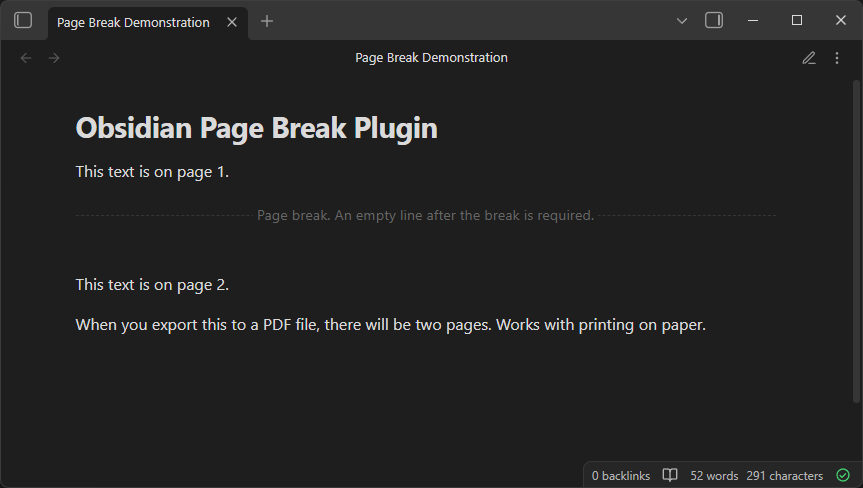 Page Break Demonstration
Page Break Demonstration
Obsidian Page Break Plugin
This text is on page 1.
Page break. An empty line after the break is required.
This text is on page 2.
When you export this to a PDF file, there will be two pages. Works with printing on paper.
0 backlinks 52 words 291 characters